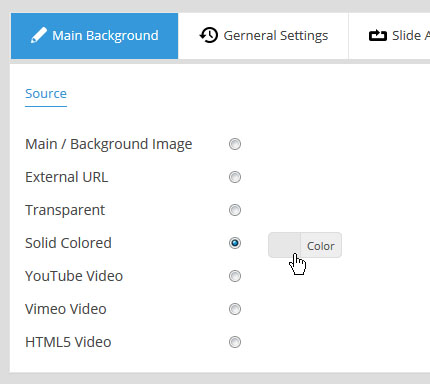 Main Background
Gerneral Settings
Slide A
Source
Main / Background Image
External URL
Transparent
Solid Colored
Color
YouTube Video
Vimeo Video
HTML5 Video